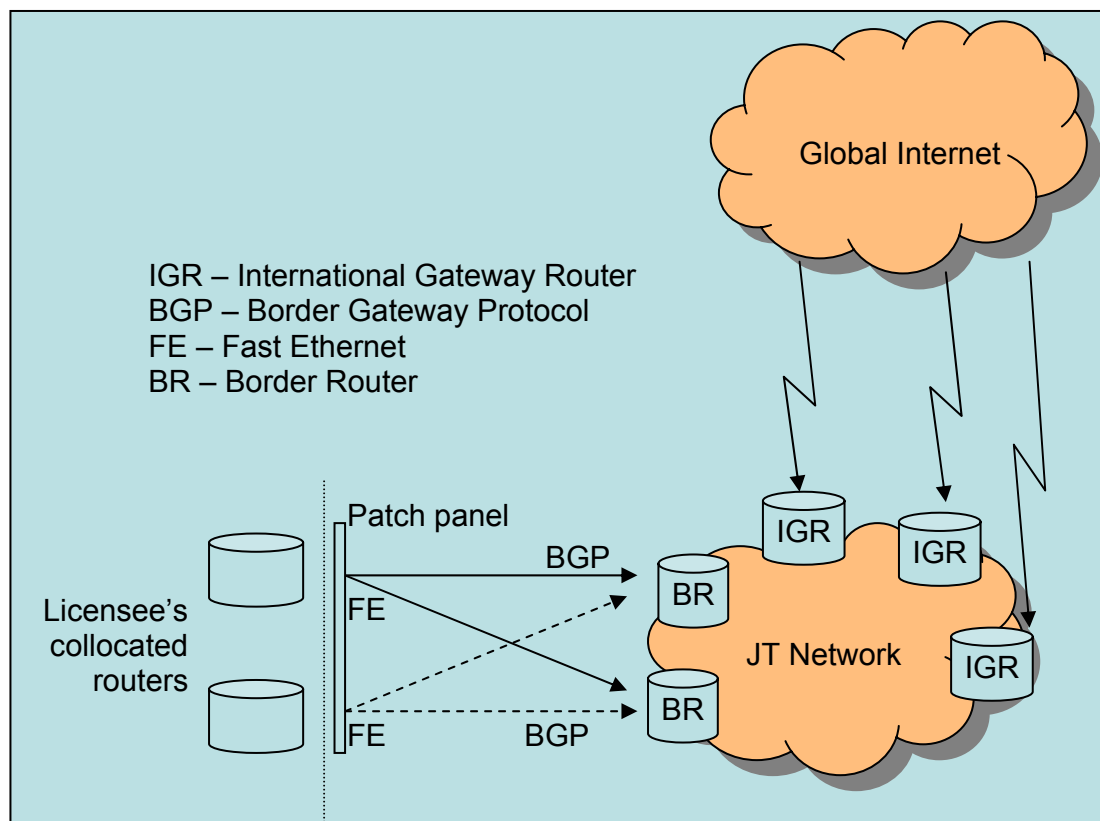 Global Internet
IGR – International Gateway Router
BGP – Border Gateway Protocol
FE – Fast Ethernet
BR – Border Router
Patch panel
IGR
IGR
BGP
BR
FE
Licensee’s
collocated
routers
JT Network
IGR
BR
FE
BGP